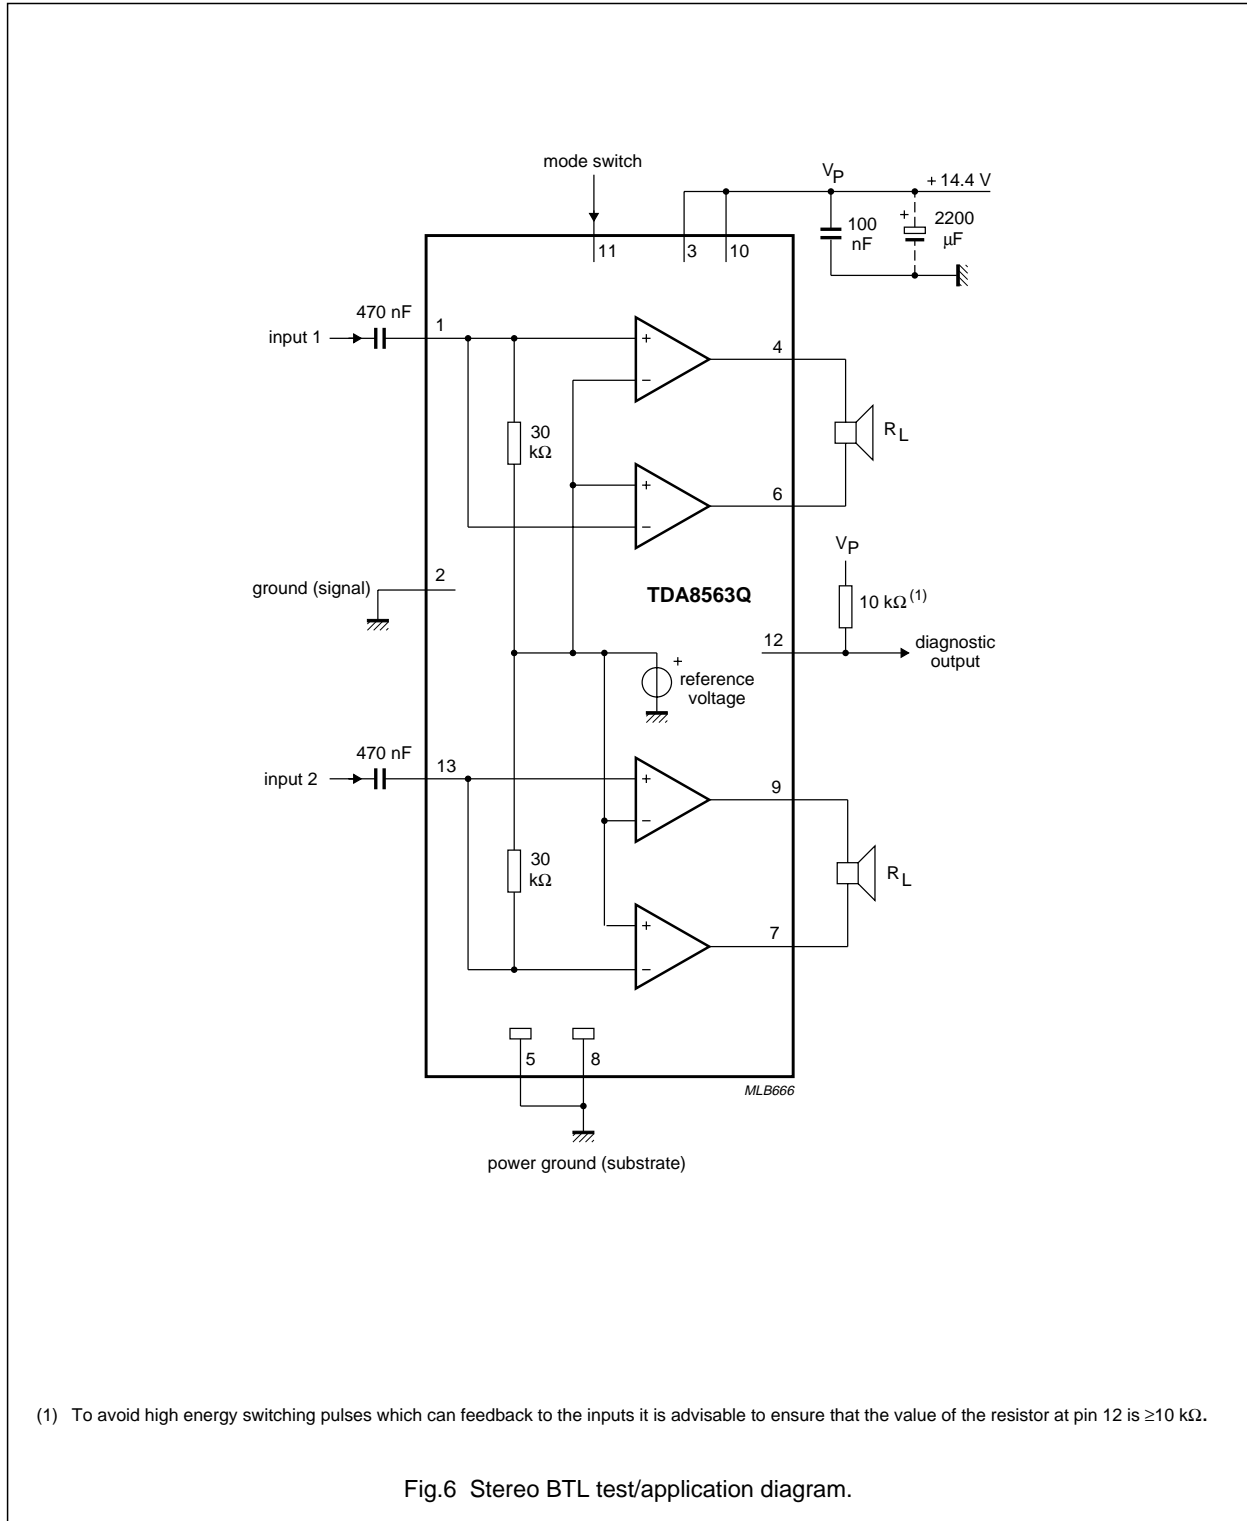 mode switch
V_P
+ 14.4 V
100
nF
+
2200
µF
11
3
10
470 nF
input 1
1
+
−
4
30
kΩ
R_L
+
−
6
V_P
2
ground (signal)
TDA8563Q
10 kΩ (1)
12
diagnostic
output
+
reference
voltage
470 nF
input 2
13
+
−
9
30
kΩ
R_L
+
−
7
5
8
MLB666
power ground (substrate)
(1) To avoid high energy switching pulses which can feedback to the inputs it is advisable to ensure that the value of the resistor at pin 12 is ≥10 kΩ.
Fig.6 Stereo BTL test/application diagram.